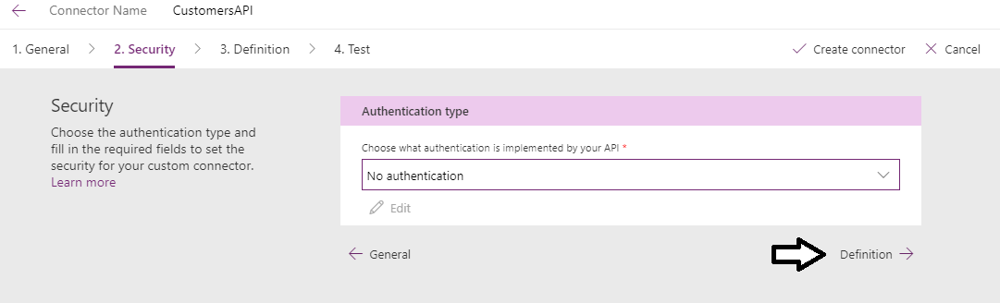 Connector Name CustomersAPI
1. General 2. Security 3. Definition 4. Test Create connector Cancel
Security
Choose the authentication type and
fill in the required fields to set the
security for your custom connector.
Learn more
Authentication type
Choose what authentication is implemented by your API *
No authentication
Edit
General Definition